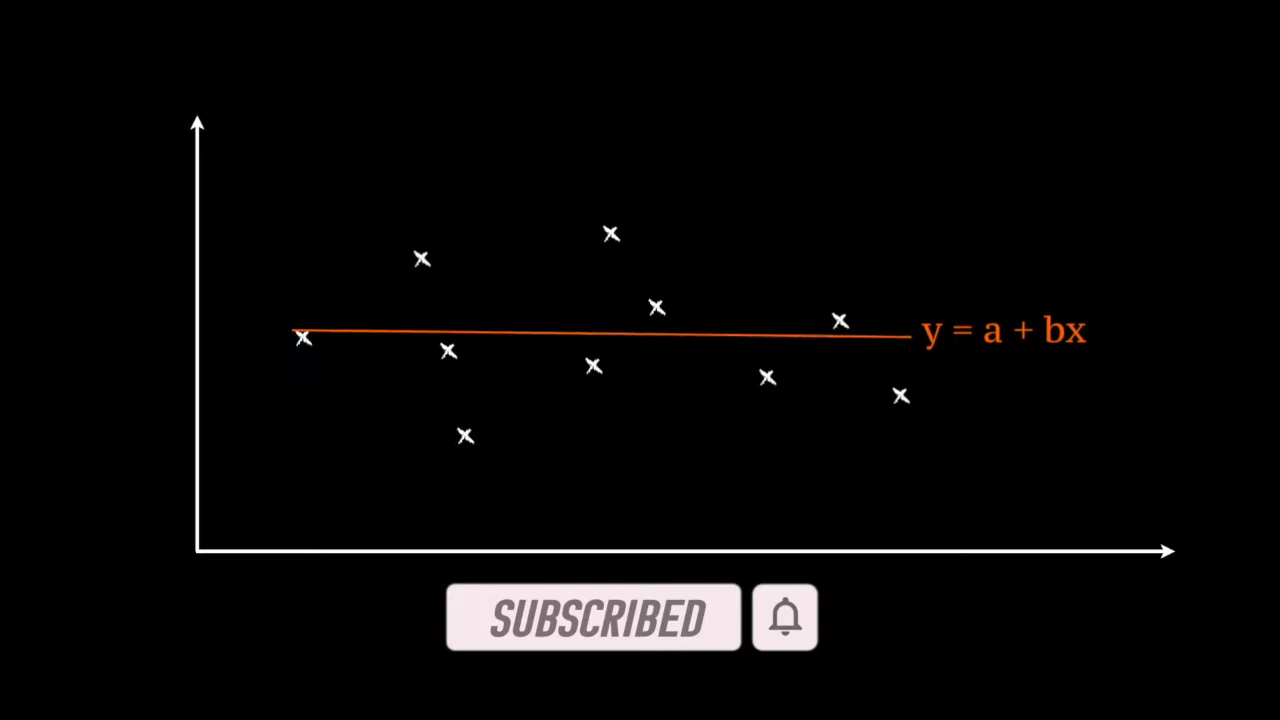 y = a + bx
SUBSCRIBED